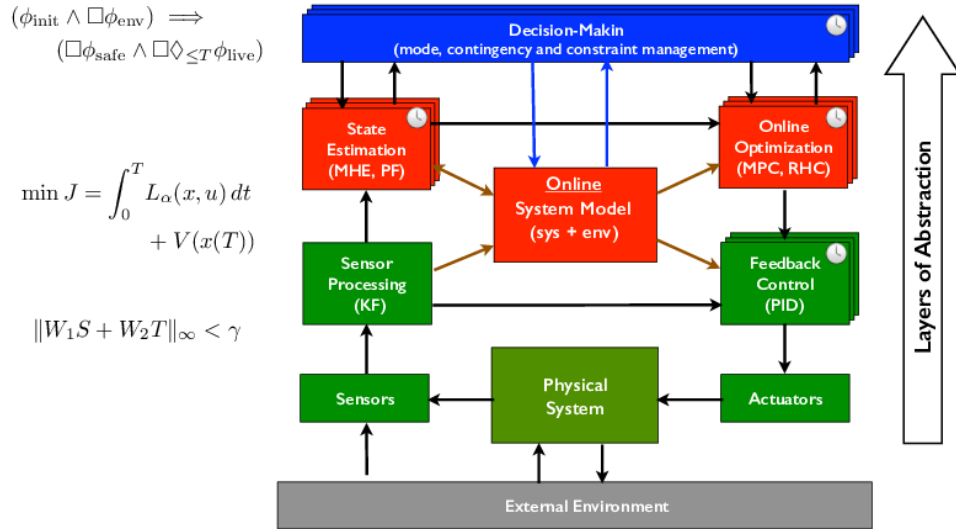 (ϕ_init ∧ □ϕ_env) ⟹
(□ϕ_safe ∧ □◊_{≤T} ϕ_live)
Decision-Makin
(mode, contingency and constraint management)
State
Estimation
(MHE, PF)
Online
Optimization
(MPC, RHC)
Online
System Model
(sys + env)
min J = ∫_0^T L_α(x, u) dt
+ V(x(T))
Sensor
Processing
(KF)
Feedback
Control
(PID)
‖W_1S + W_2T‖_∞ < γ
Sensors
Physical
System
Actuators
External Environment
Layers of Abstraction